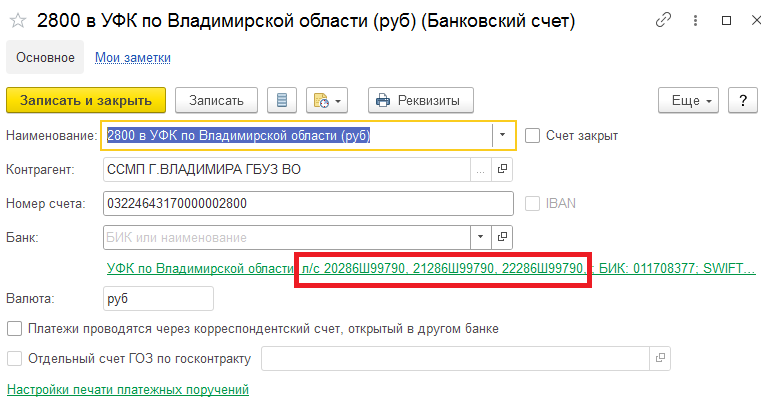 2800 в УФК по Владимирской области (руб) (Банковский счет)
Основное Мои заметки
Записать и закрыть Записать Реквизиты Еще ?
Наименование: 2800 в УФК по Владимирской области (руб) Счет закрыт
Контрагент: ССМП Г.ВЛАДИМИРА ГБУЗ ВО ...
Номер счета: 03224643170000002800 IBAN
Банк: БИК или наименование
УФК по Владимирской области; л/с 20286Ш99790, 21286Ш99790, 22286Ш99790, ; БИК: 011708377; SWIFT...
Валюта: руб
Платежи проводятся через корреспондентский счет, открытый в другом банке
Отдельный счет ГОЗ по госконтракту
Настройки печати платежных поручений